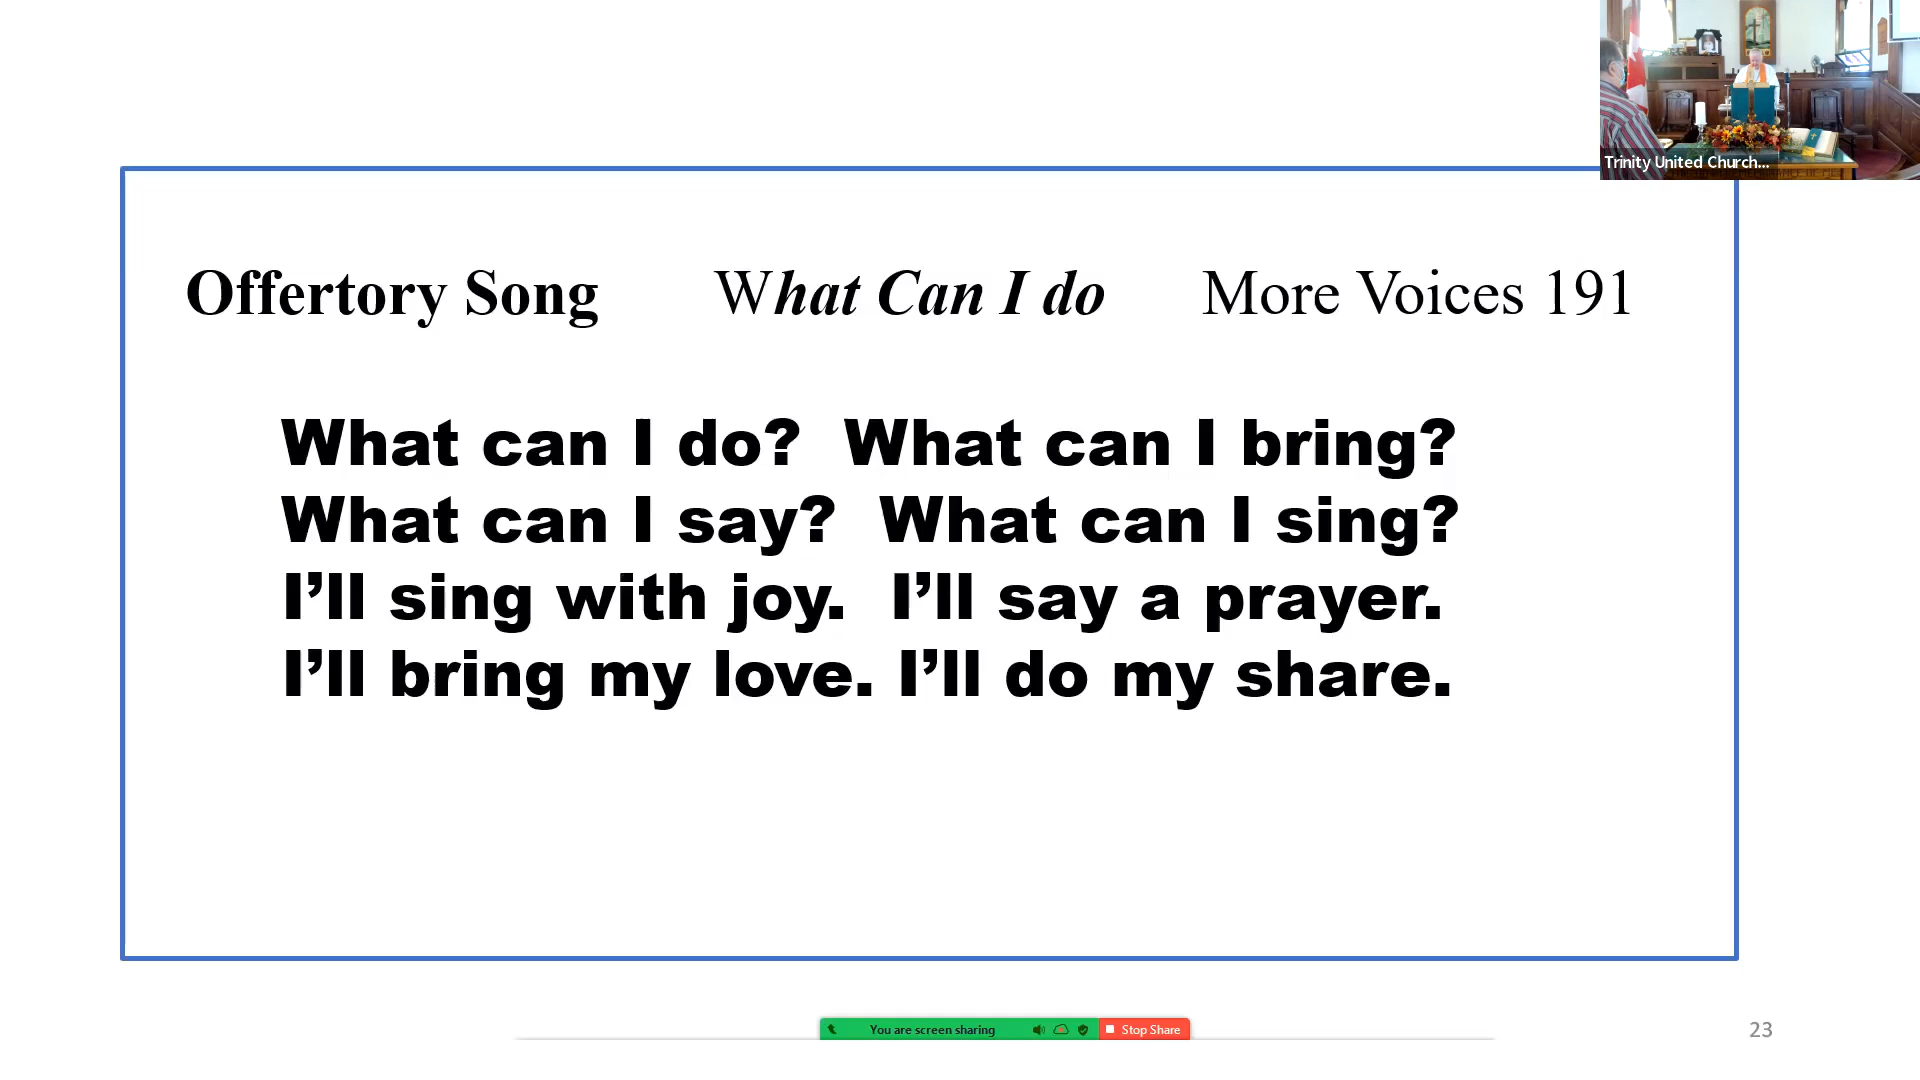 Trinity United Church...
Offertory Song What Can I do More Voices 191
What can I do? What can I bring?
What can I say? What can I sing?
I’ll sing with joy. I’ll say a prayer.
I’ll bring my love. I’ll do my share.
You are screen sharing Stop Share
23